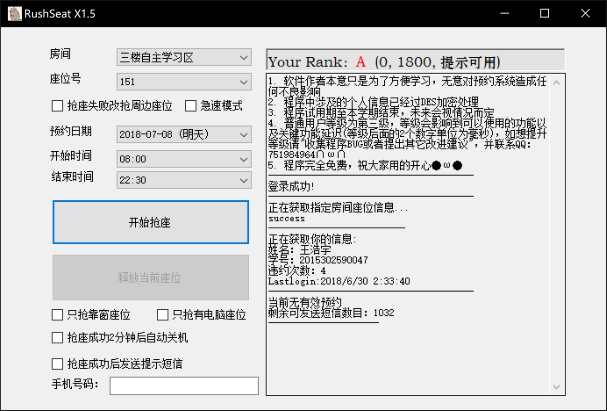 RushSeat X1.5
房间
三楼自主学习区
座位号
151
抢座失败改抢周边座位
急速模式
预约日期
2018-07-08 (明天)
开始时间
08:00
结束时间
22:30
开始抢座
释放当前座位
只抢靠窗座位
只抢有电脑座位
抢座成功2分钟后自动关机
抢座成功后发送提示短信
手机号码:
Your Rank: A (0, 1800, 提示可用)
1. 软件作者本意只是为了方便学习，无意对预约系统造成任
何不良影响
2. 程序中涉及的个人信息已经过DES加密处理
3. 程序试用期至本学期结束，未来会视情况而定
4. 普通用户等级为第三级，等级会影响到可以使用的功能以
及关键功能延迟(等级后面的2个数字单位为毫秒)，如想提升
等级请"收集程序BUG或者提出其它改进建议"，并联系QQ:
751984964∩ω∩
5. 程序完全免费，祝大家用的开心●ω●
登录成功!
正在获取指定房间座位信息...
success
正在获取你的信息:
姓名: 王浩宇
学号: 2015302590047
违约次数: 4
Lastlogin:2018/6/30 2:33:40
当前无有效预约
剩余可发送短信数目: 1032